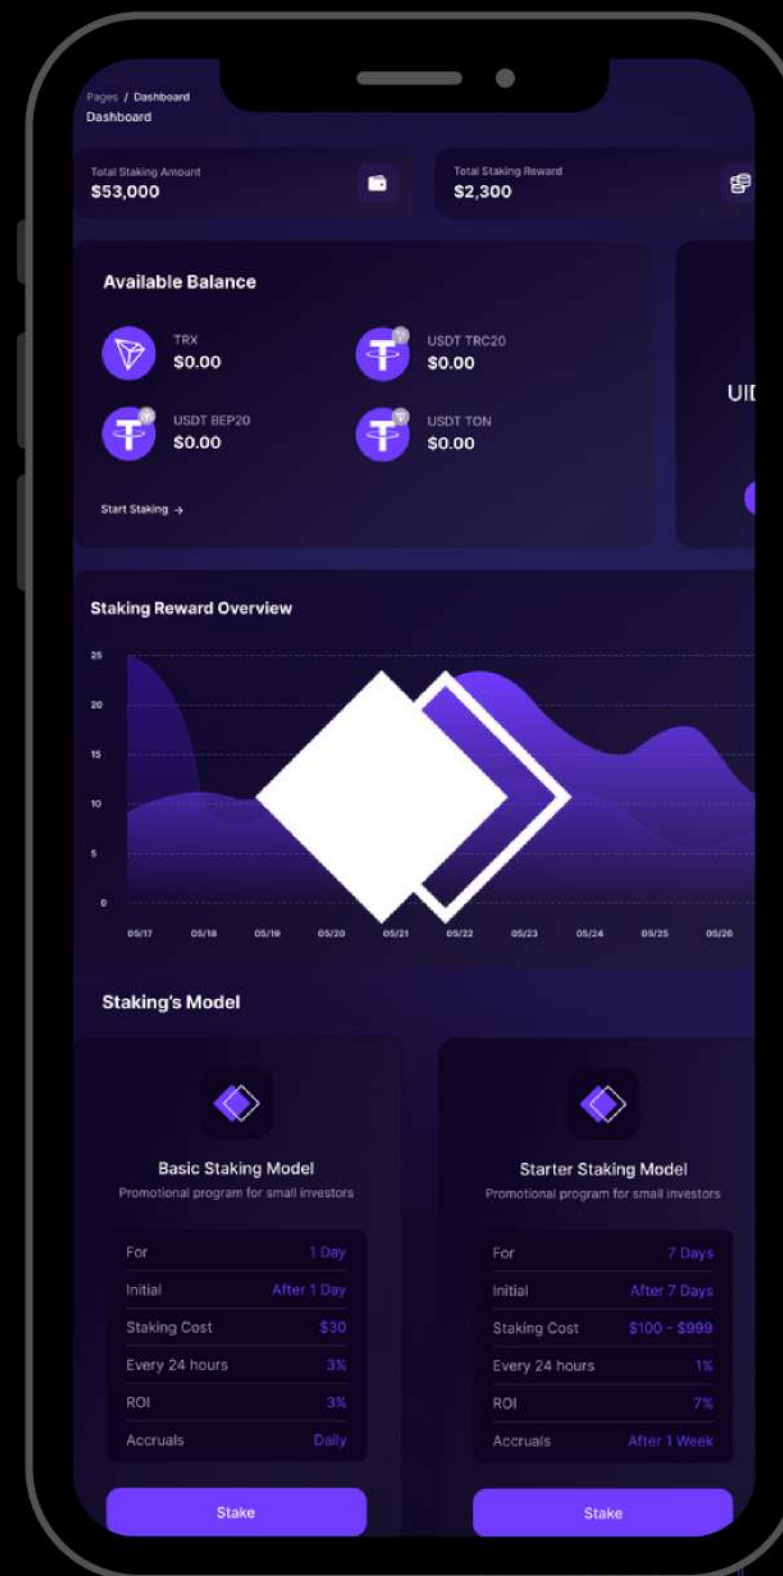 Pages / Dashboard
Dashboard
Total Staking Amount
$53,000
Total Staking Reward
$2,300
Available Balance
TRX
$0.00
USDT TRC20
$0.00
USDT BEP20
$0.00
USDT TON
$0.00
Start Staking →
UID
Staking Reward Overview
25
20
15
10
5
0
05/17 05/18 05/19 05/20 05/21 05/22 05/23 05/24 05/25 05/26
Staking's Model
Basic Staking Model
Promotional program for small investors
For 1 Day
Initial After 1 Day
Staking Cost $30
Every 24 hours 3%
ROI 3%
Accruals Daily
Stake
Starter Staking Model
Promotional program for small investors
For 7 Days
Initial After 7 Days
Staking Cost $100 - $999
Every 24 hours 1%
ROI 7%
Accruals After 1 Week
Stake